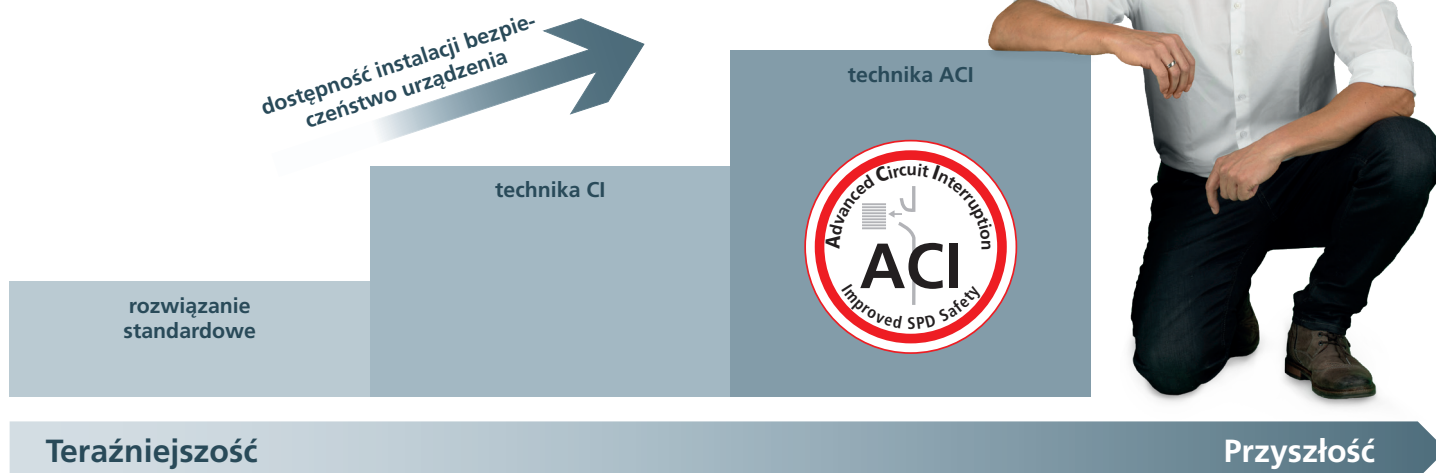 dostępność instalacji bezpie-
czeństwo urządzenia
technika ACI
technika CI
Advanced Circuit Interruption
ACI
Improved SPD Safety
rozwiązanie
standardowe
Teraźniejszość
Przyszłość